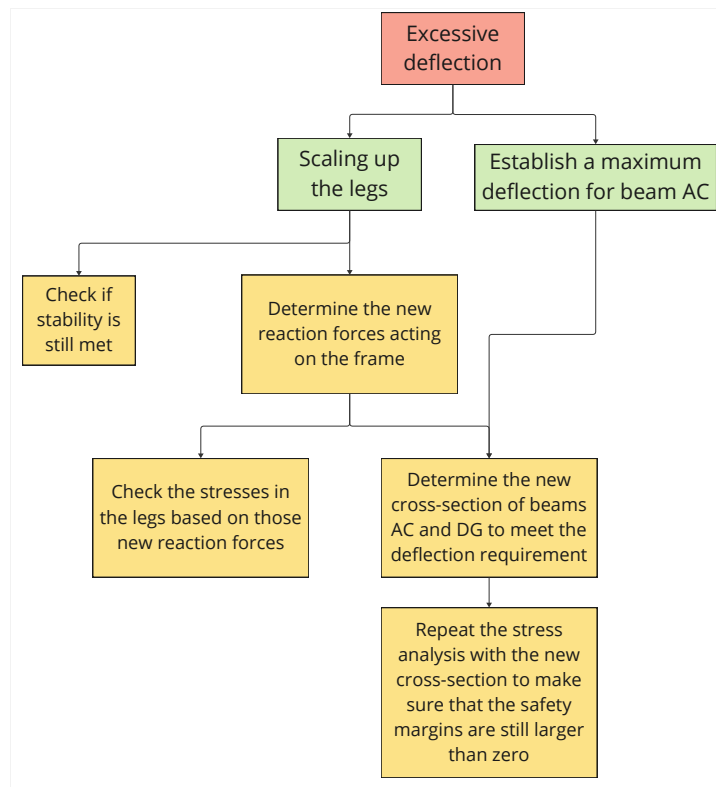 Excessive
deflection
Scaling up
the legs
Establish a maximum
deflection for beam AC
Check if
stability is
still met
Determine the new
reaction forces acting
on the frame
Check the stresses in
the legs based on those
new reaction forces
Determine the new
cross-section of beams
AC and DG to meet the
deflection requirement
Repeat the stress
analysis with the new
cross-section to make
sure that the safety
margins are still larger
than zero